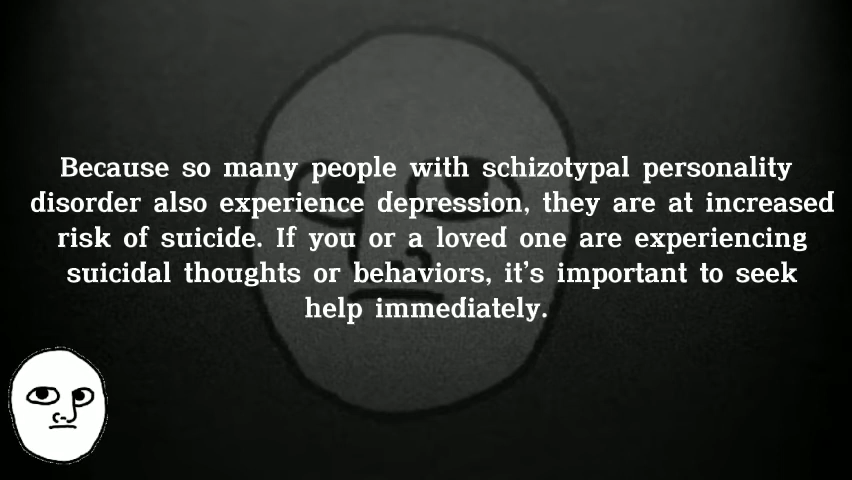 Because so many people with schizotypal personality
disorder also experience depression, they are at increased
risk of suicide. If you or a loved one are experiencing
suicidal thoughts or behaviors, it's important to seek
help immediately.